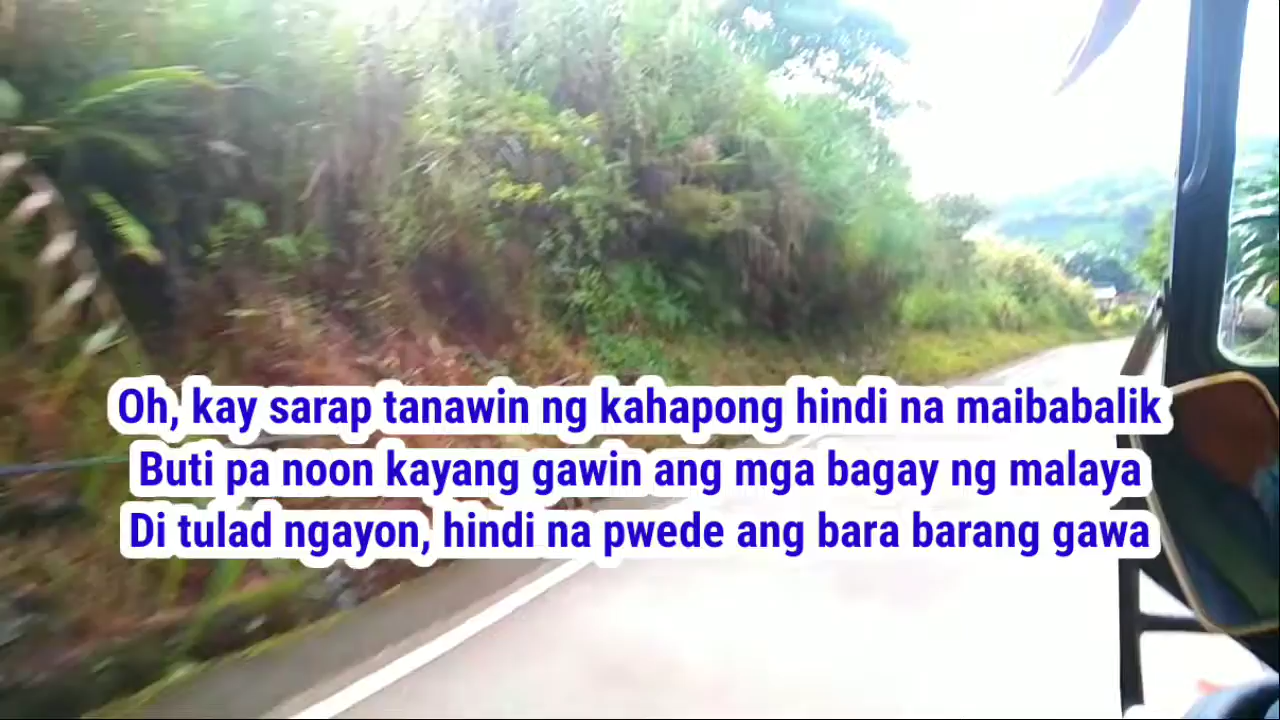 Oh, kay sarap tanawin ng kahapong hindi na maibabalik
Buti pa noon kayang gawin ang mga bagay ng malaya
Di tulad ngayon, hindi na pwede ang bara barang gawa